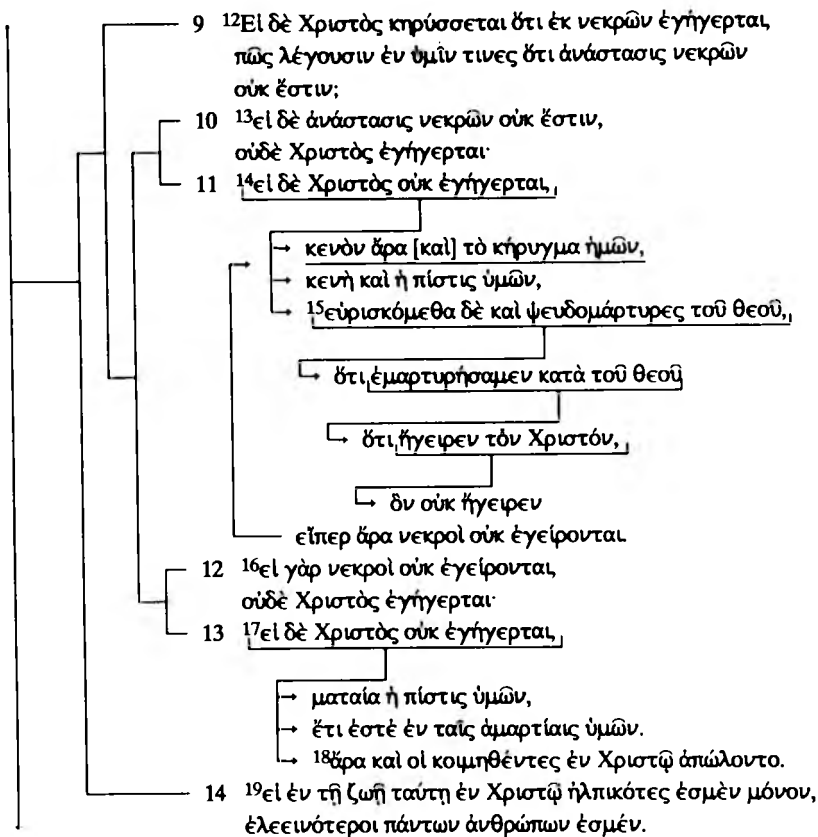 9 ¹²Εἰ δὲ Χριστὸς κηρύσσεται ὅτι ἐκ νεκρῶν ἐγήγερται,
πῶς λέγουσιν ἐν ὑμῖν τινες ὅτι ἀνάστασις νεκρῶν
οὐκ ἔστιν;
10 ¹³εἰ δὲ ἀνάστασις νεκρῶν οὐκ ἔστιν,
οὐδὲ Χριστὸς ἐγήγερται·
11 ¹⁴εἰ δὲ Χριστὸς οὐκ ἐγήγερται,
κενὸν ἄρα [καὶ] τὸ κήρυγμα ἡμῶν,
κενὴ καὶ ἡ πίστις ὑμῶν,
¹⁵εὑρισκόμεθα δὲ καὶ ψευδομάρτυρες τοῦ θεοῦ,
ὅτι ἐμαρτυρήσαμεν κατὰ τοῦ θεοῦ
ὅτι ἤγειρεν τὸν Χριστόν,
ὃν οὐκ ἤγειρεν
εἴπερ ἄρα νεκροὶ οὐκ ἐγείρονται.
12 ¹⁶εἰ γὰρ νεκροὶ οὐκ ἐγείρονται,
οὐδὲ Χριστὸς ἐγήγερται·
13 ¹⁷εἰ δὲ Χριστὸς οὐκ ἐγήγερται,
ματαία ἡ πίστις ὑμῶν,
ἔτι ἐστὲ ἐν ταῖς ἁμαρτίαις ὑμῶν.
¹⁸ἄρα καὶ οἱ κοιμηθέντες ἐν Χριστῷ ἀπώλοντο.
14 ¹⁹εἰ ἐν τῇ ζωῇ ταύτῃ ἐν Χριστῷ ἠλπικότες ἐσμὲν μόνον,
ἐλεεινότεροι πάντων ἀνθρώπων ἐσμέν.